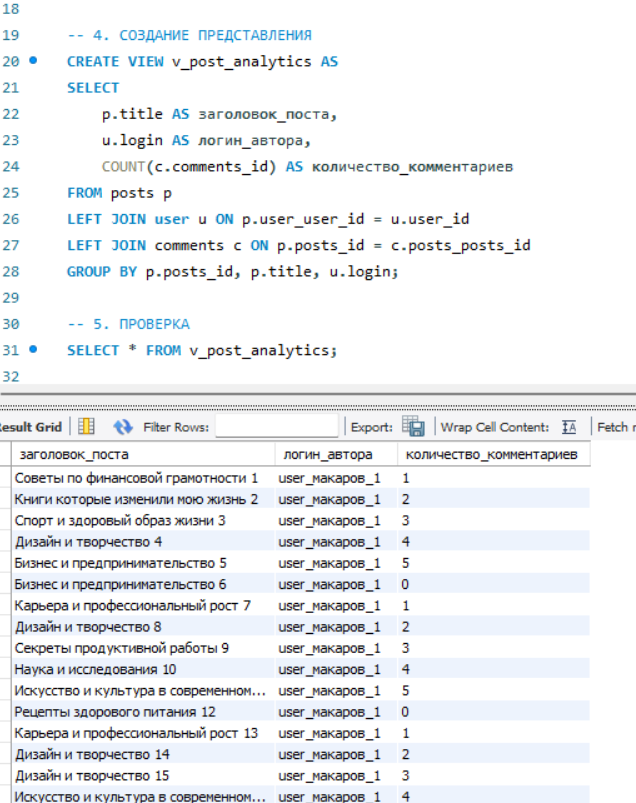 18
19 -- 4. СОЗДАНИЕ ПРЕДСТАВЛЕНИЯ
20 CREATE VIEW v_post_analytics AS
21 SELECT
22 p.title AS заголовок_поста,
23 u.login AS логин_автора,
24 COUNT(c.comments_id) AS количество_комментариев
25 FROM posts p
26 LEFT JOIN user u ON p.user_user_id = u.user_id
27 LEFT JOIN comments c ON p.posts_id = c.posts_posts_id
28 GROUP BY p.posts_id, p.title, u.login;
29
30 -- 5. ПРОВЕРКА
31 SELECT * FROM v_post_analytics;
32
esult Grid Filter Rows: Export: Wrap Cell Content: Fetch
заголовок_поста логин_автора количество_комментариев
Советы по финансовой грамотности 1 user_макаров_1 1
Книги которые изменили мою жизнь 2 user_макаров_1 2
Спорт и здоровый образ жизни 3 user_макаров_1 3
Дизайн и творчество 4 user_макаров_1 4
Бизнес и предпринимательство 5 user_макаров_1 5
Бизнес и предпринимательство 6 user_макаров_1 0
Карьера и профессиональный рост 7 user_макаров_1 1
Дизайн и творчество 8 user_макаров_1 2
Секреты продуктивной работы 9 user_макаров_1 3
Наука и исследования 10 user_макаров_1 4
Искусство и культура в современном... user_макаров_1 5
Рецепты здорового питания 12 user_макаров_1 0
Карьера и профессиональный рост 13 user_макаров_1 1
Дизайн и творчество 14 user_макаров_1 2
Дизайн и творчество 15 user_макаров_1 3
Искусство и культура в современном... user_макаров_1 4